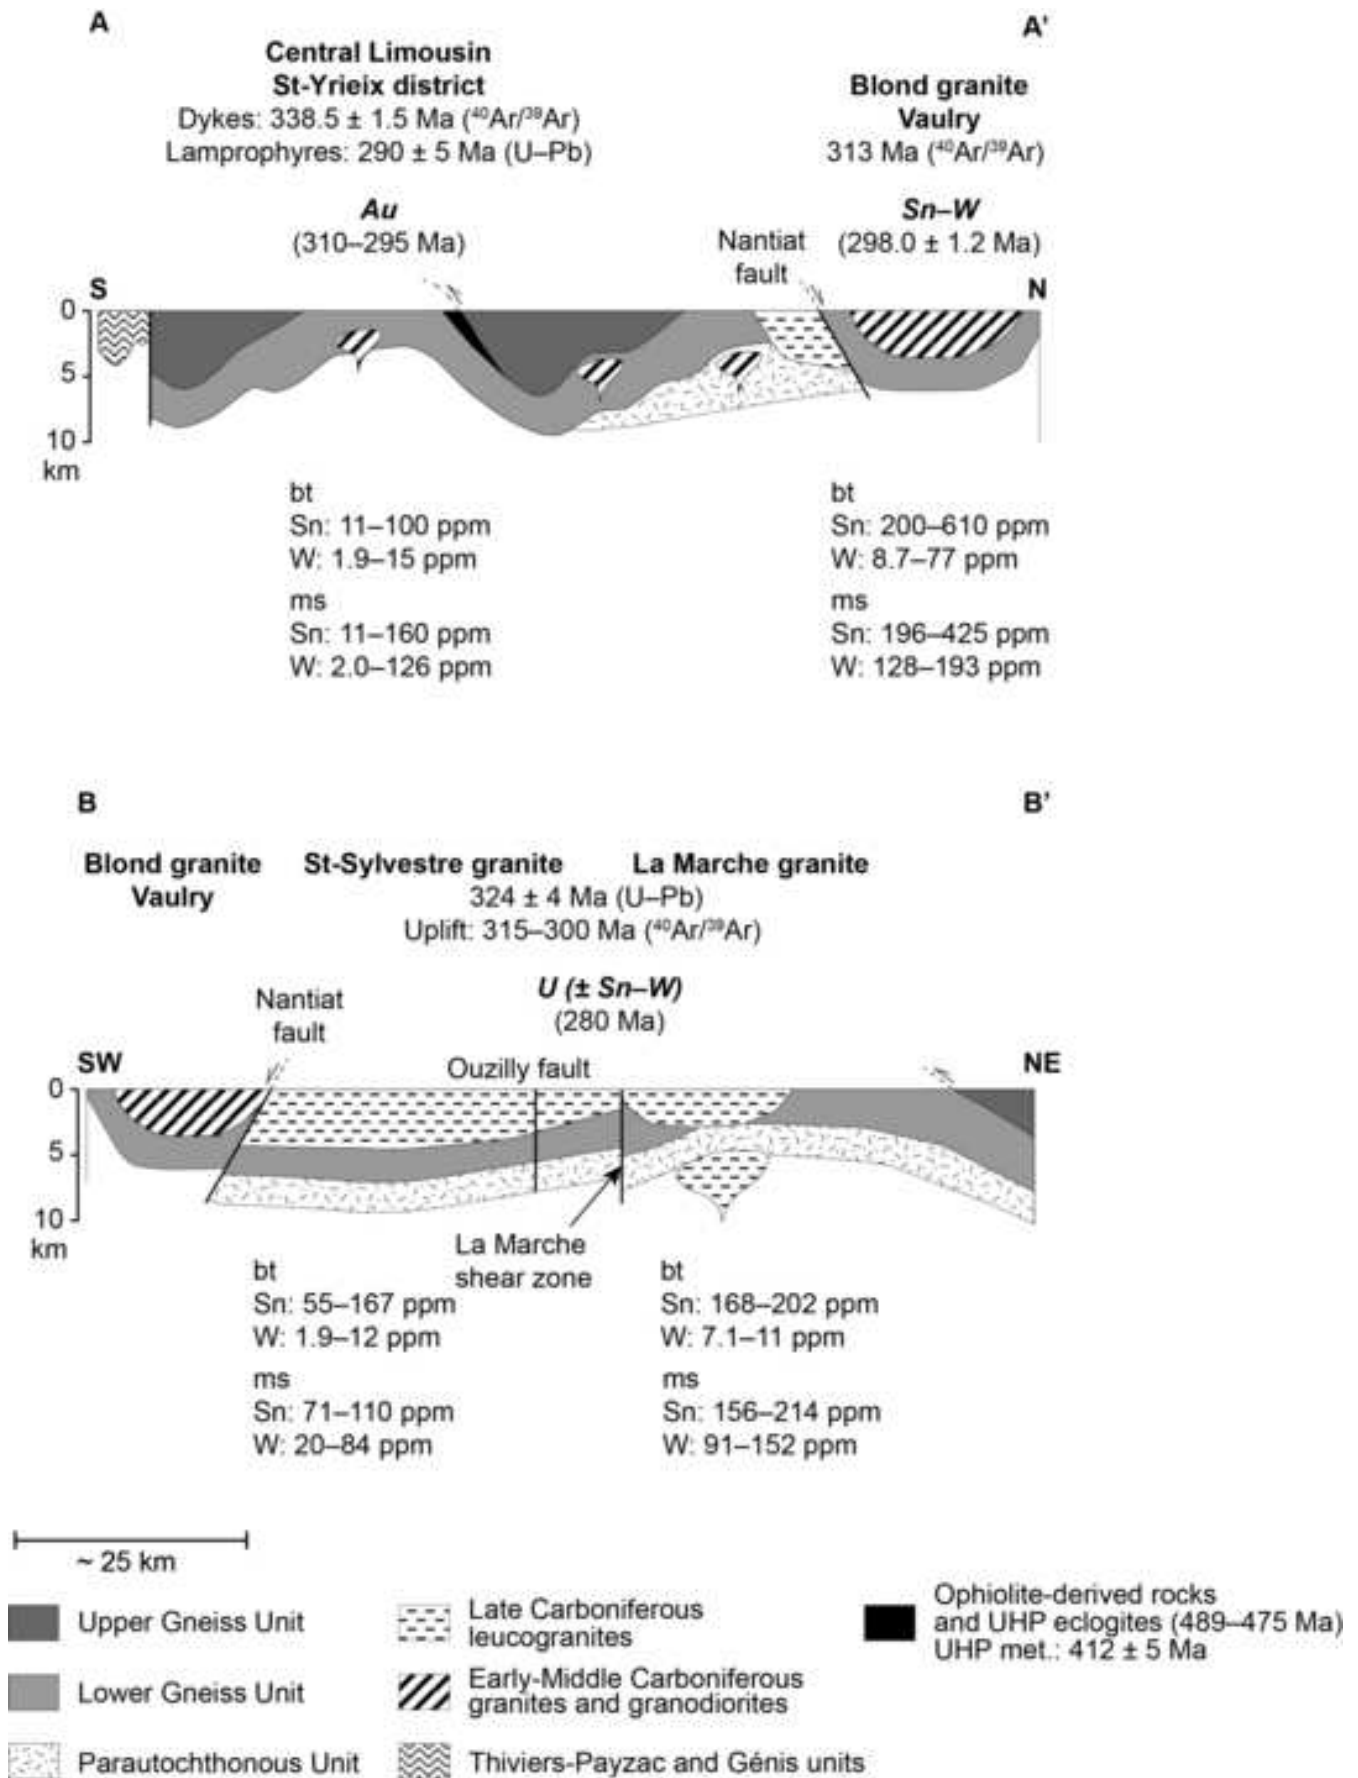 A
A'
Central Limousin
St-Yrieix district
Dykes: 338.5 ± 1.5 Ma (⁴⁰Ar/³⁹Ar)
Lamprophyres: 290 ± 5 Ma (U–Pb)
Blond granite
Vaulry
313 Ma (⁴⁰Ar/³⁹Ar)
Au
(310–295 Ma)
Sn–W
(298.0 ± 1.2 Ma)
Nantiat
fault
S
N
0
5
10
km
bt
Sn: 11–100 ppm
W: 1.9–15 ppm
ms
Sn: 11–160 ppm
W: 2.0–126 ppm
bt
Sn: 200–610 ppm
W: 8.7–77 ppm
ms
Sn: 196–425 ppm
W: 128–193 ppm
B
B'
Blond granite
Vaulry
St-Sylvestre granite
La Marche granite
324 ± 4 Ma (U–Pb)
Uplift: 315–300 Ma (⁴⁰Ar/³⁹Ar)
U (± Sn–W)
(280 Ma)
Nantiat
fault
SW
Ouzilly fault
NE
0
5
10
km
La Marche
shear zone
bt
Sn: 55–167 ppm
W: 1.9–12 ppm
ms
Sn: 71–110 ppm
W: 20–84 ppm
bt
Sn: 168–202 ppm
W: 7.1–11 ppm
ms
Sn: 156–214 ppm
W: 91–152 ppm
~ 25 km
Upper Gneiss Unit
Lower Gneiss Unit
Parautochthonous Unit
Late Carboniferous
leucogranites
Early-Middle Carboniferous
granites and granodiorites
Thiviers-Payzac and Génis units
Ophiolite-derived rocks
and UHP eclogites (489–475 Ma)
UHP met.: 412 ± 5 Ma